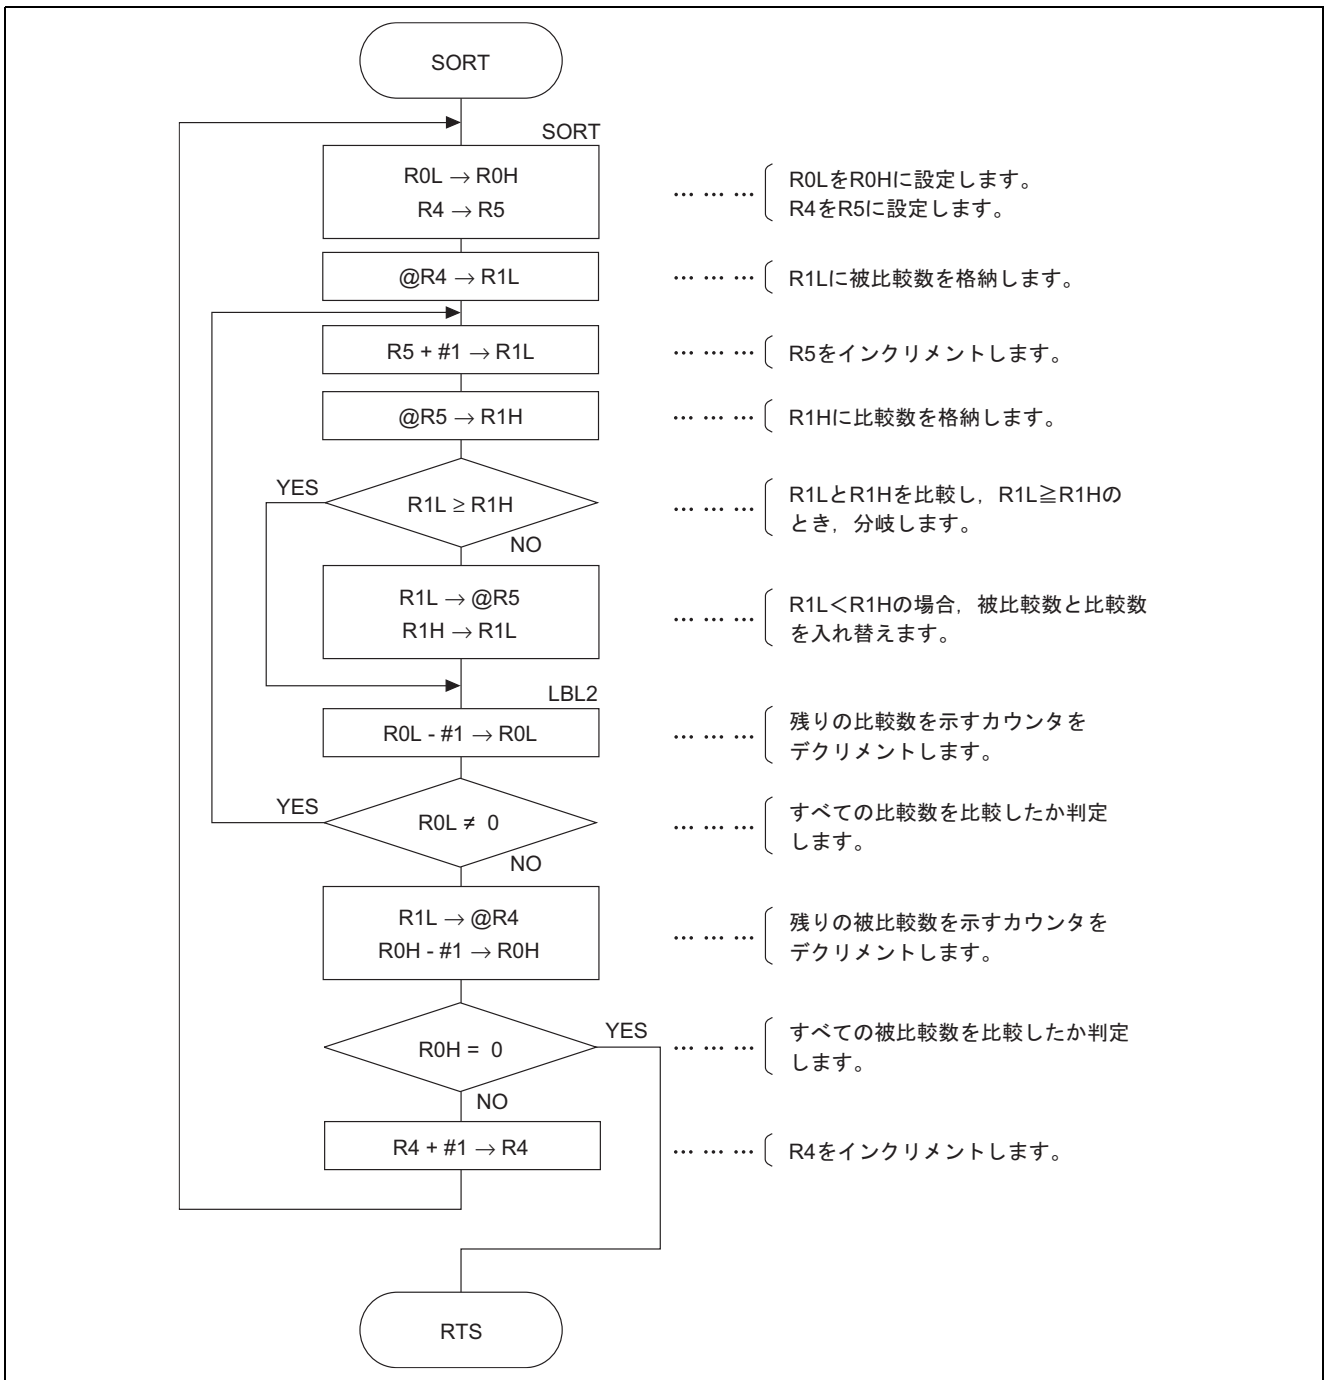 SORT
SORT
R0L → R0H
R4 → R5
… … …
R0LをR0Hに設定します。
R4をR5に設定します。
@R4 → R1L
… … …
R1Lに被比較数を格納します。
R5 + #1 → R1L
… … …
R5をインクリメントします。
@R5 → R1H
… … …
R1Hに比較数を格納します。
YES
R1L ≥ R1H
NO
… … …
R1LとR1Hを比較し，R1L≧R1Hの
とき，分岐します。
R1L → @R5
R1H → R1L
… … …
R1L＜R1Hの場合，被比較数と比較数
を入れ替えます。
LBL2
R0L - #1 → R0L
… … …
残りの比較数を示すカウンタを
デクリメントします。
YES
R0L ≠ 0
NO
… … …
すべての比較数を比較したか判定
します。
R1L → @R4
R0H - #1 → R0H
… … …
残りの被比較数を示すカウンタを
デクリメントします。
R0H = 0
YES
NO
… … …
すべての被比較数を比較したか判定
します。
R4 + #1 → R4
… … …
R4をインクリメントします。
RTS